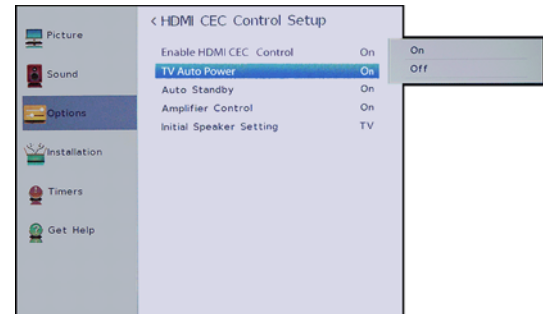 < HDMI CEC Control Setup
Picture
Sound
Options
Installation
Timers
Get Help
Enable HDMI CEC Control On
TV Auto Power On
Auto Standby On
Amplifier Control On
Initial Speaker Setting TV
On
Off